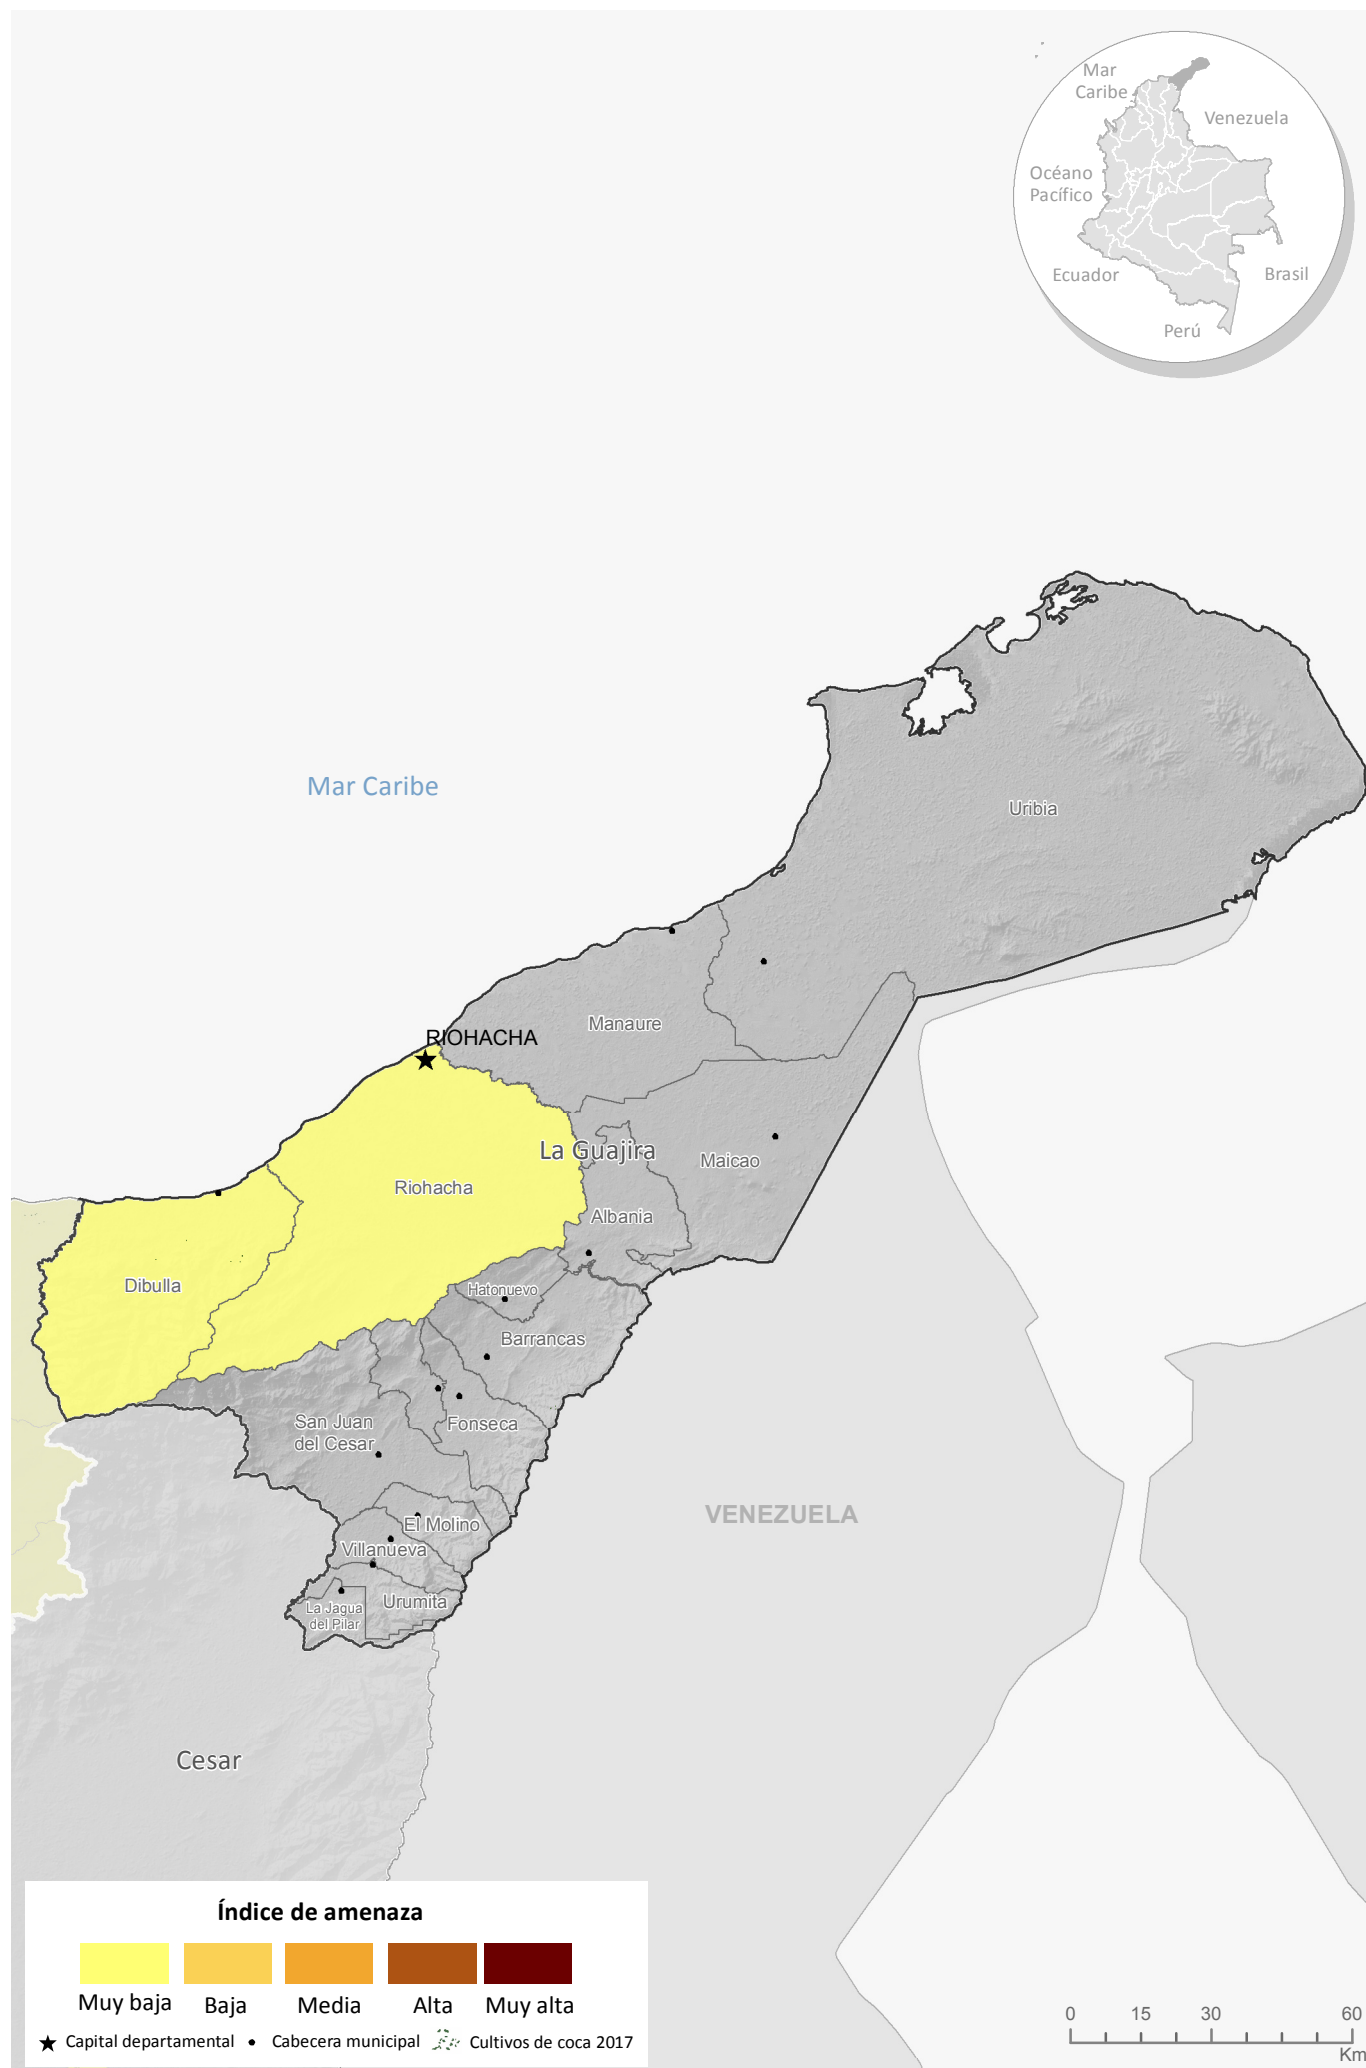 Mar
Caribe
Venezuela
Océano
Pacífico
Ecuador
Brasil
Perú
Mar Caribe
Uribia
Manaure
RIOHACHA
La Guajira
Maicao
Riohacha
Albania
Dibulla
Hatonuevo
Barrancas
San Juan
del Cesar
Fonseca
VENEZUELA
El Molino
Villanueva
Urumita
La Jagua
del Pilar
Cesar
Índice de amenaza
Muy baja
Baja
Media
Alta
Muy alta
Capital departamental
Cabecera municipal
Cultivos de coca 2017
0 15 30 60
Km